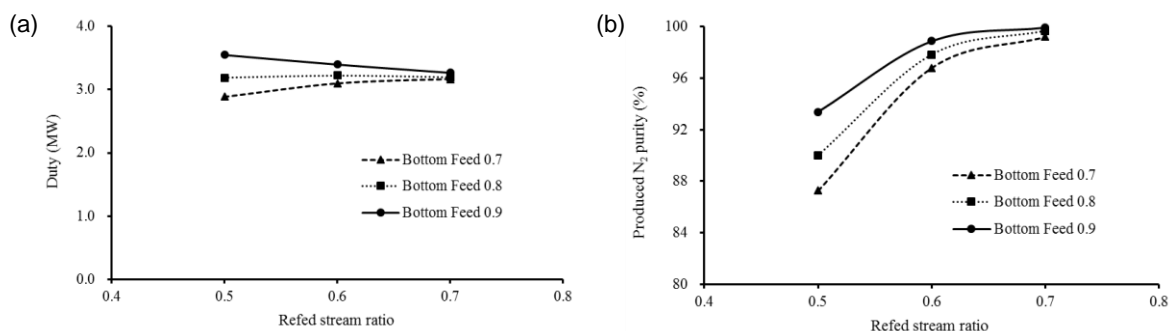 (a)
4.0
3.0
2.0
1.0
0.0
Duty (MW)
Bottom Feed 0.7
Bottom Feed 0.8
Bottom Feed 0.9
0.4 0.5 0.6 0.7 0.8
Refed stream ratio
(b)
100
96
92
88
84
80
Produced N₂ purity (%)
Bottom Feed 0.7
Bottom Feed 0.8
Bottom Feed 0.9
0.4 0.5 0.6 0.7 0.8
Refed stream ratio